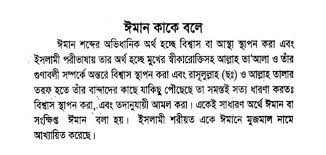 ঈমান কাকে বলে
ঈমান শব্দের অভিধানিক অর্থ হচ্ছে বিশ্বাস বা আস্থা স্থাপন করা এবং
ইসলামী পরীভাষায় তার অর্থ হচ্ছে মুখের স্বীকারোক্তিসহ আল্লাহ তা'আলা ও তাঁর
গুণাবলী সম্পর্কে অন্তরে বিশ্বাস স্থাপন করা এবং রাসূলুল্লাহ (ছঃ) ও আল্লাহ তালার
তরফ হতে তাঁর বান্দাদের কাছে যাকিছু পৌঁছেছে তা সমস্তই সত্য ধারণা করতঃ
বিশ্বাস স্থাপন করা, এবং তদানুযায়ী আমল করা। একেই সাধারণ অর্থে ঈমান বা
সংক্ষিপ্ত ঈমান বলা হয়। ইসলামী শরীয়ত একে ঈমানে মুজমাল নামে
আখ্যায়িত করেছে।